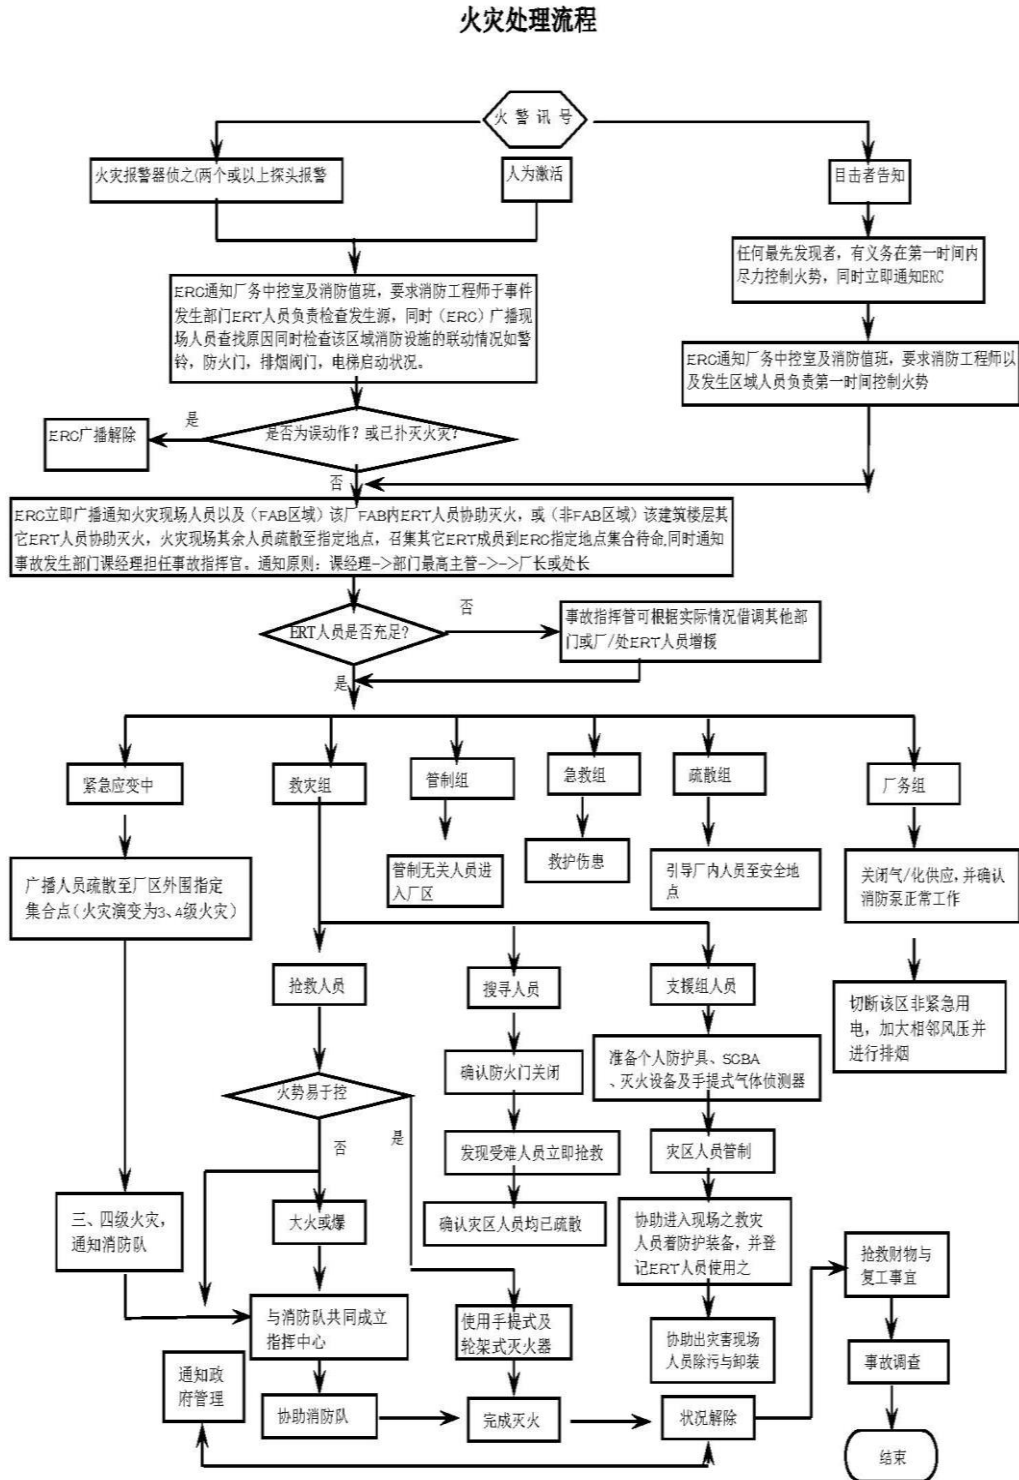 火灾处理流程
火 警 讯 号
火灾报警器侦之(两个或以上探头报警
人为激活
目击者告知
任何最先发现者，有义务在第一时间内
尽力控制火势，同时立即通知ERC
ERC通知厂务中控室及消防值班，要求消防工程师于事件
发生部门ERT人员负责检查发生源，同时（ERC）广播现
场人员查找原因同时检查该区域消防设施的联动情况如警
铃，防火门，排烟阀门，电梯启动状况。
ERC通知厂务中控室及消防值班，要求消防工程师以
及发生区域人员负责第一时间控制火势
ERC广播解除
是
是否为误动作？或已扑灭火灾？
否
ERC立即广播通知火灾现场人员以及（FAB区域）该厂FAB内ERT人员协助灭火，或（非FAB区域）该建筑楼层其
它ERT人员协助灭火，火灾现场其余人员疏散至指定地点，召集其它ERT成员到ERC指定地点集合待命.同时通知
事故发生部门课经理担任事故指挥官。通知原则：课经理->部门最高主管->->厂长或处长
ERT人员是否充足？
否
事故指挥管可根据实际情况借调其他部
门或厂/处ERT人员增援
是
紧急应变中
救灾组
管制组
急救组
疏散组
厂务组
广播人员疏散至厂区外围指定
集合点（火灾演变为3、4级火灾）
管制无关人员进
入厂区
救护伤患
引导厂内人员至安全地
点
关闭气/化供应，并确认
消防泵正常工作
抢救人员
搜寻人员
支援组人员
切断该区非紧急用
电，加大相邻风压并
进行排烟
火势易于控
确认防火门关闭
准备个人防护具、SCBA
、灭火设备及手提式气体侦测器
否
是
发现受难人员立即抢救
灾区人员管制
三、四级火灾，
通知消防队
大火或爆
确认灾区人员均已疏散
协助进入现场之救灾
人员着防护装备，并登
记ERT人员使用之
抢救财物与
复工事宜
与消防队共同成立
指挥中心
使用手提式及
轮架式灭火器
协助出灾害现场
人员除污与卸装
事故调查
通知政
府管理
协助消防队
完成灭火
状况解除
结束